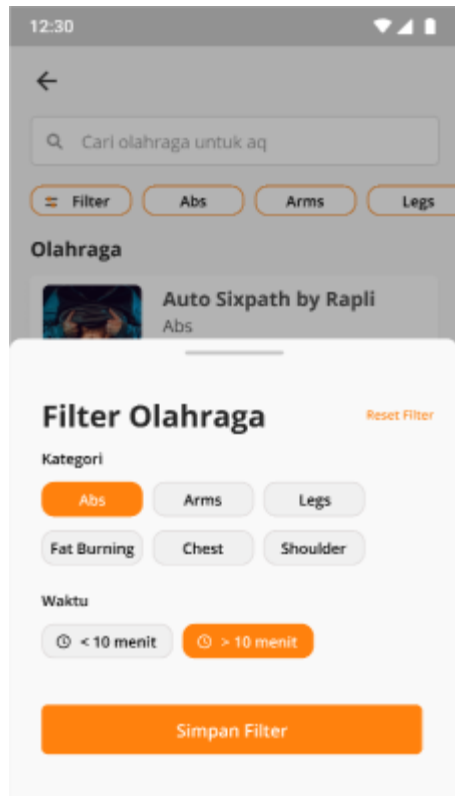 12:30
Cari olahraga untuk aq
Filter Abs Arms Legs
Olahraga
Auto Sixpath by Rapli
Abs
Filter Olahraga
Reset Filter
Kategori
Abs Arms Legs
Fat Burning Chest Shoulder
Waktu
< 10 menit > 10 menit
Simpan Filter